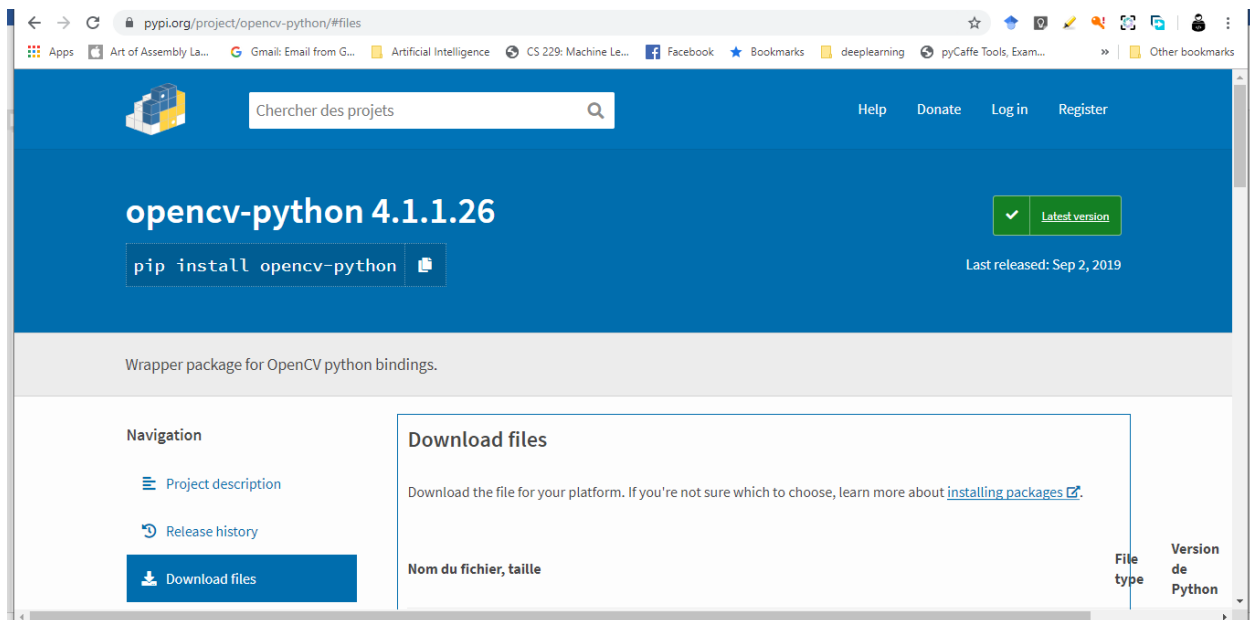 pypi.org/project/opencv-python/#files
Apps Art of Assembly La... Gmail: Email from G... Artificial Intelligence CS 229: Machine Le... Facebook Bookmarks deeplearning pyCaffe Tools, Exam... » Other bookmarks
Chercher des projets Help Donate Log in Register
opencv-python 4.1.1.26
Latest version
pip install opencv-python
Last released: Sep 2, 2019
Wrapper package for OpenCV python bindings.
Navigation
Project description
Release history
Download files
Download files
Download the file for your platform. If you're not sure which to choose, learn more about installing packages.
Nom du fichier, taille
File
type
Version
de
Python